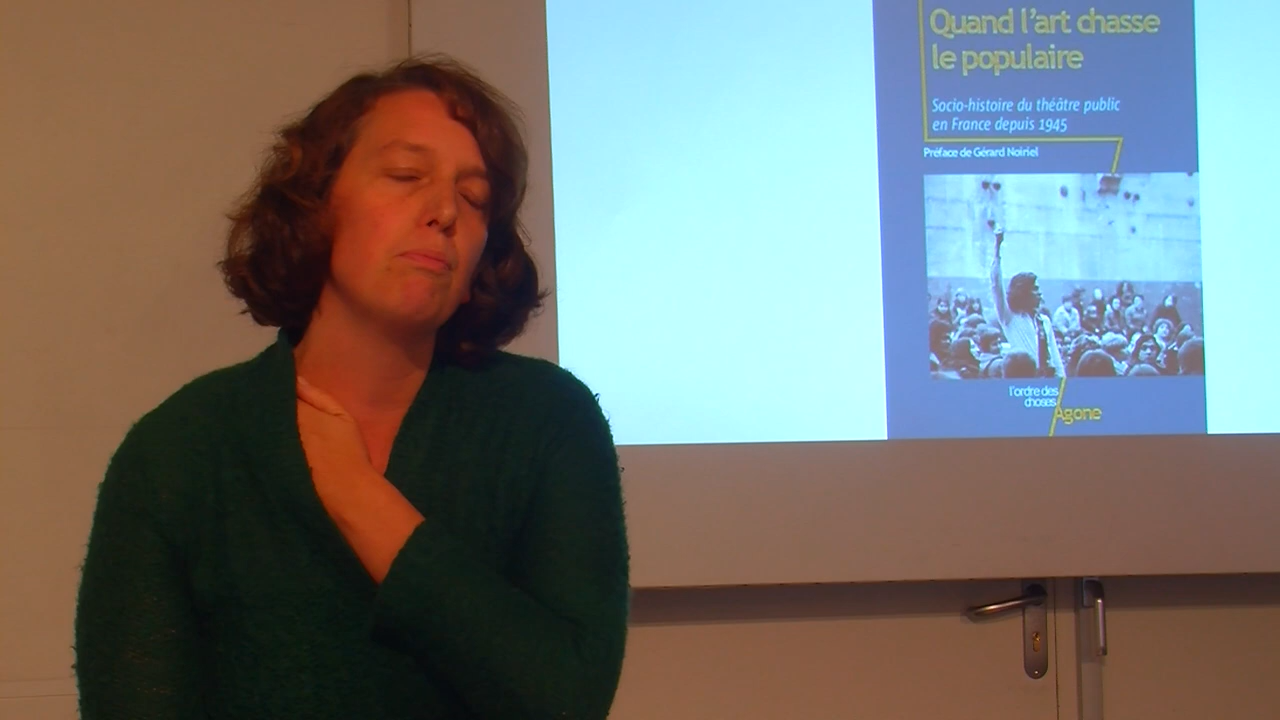 Quand l'art chasse
le populaire
Socio-histoire du théâtre public
en France depuis 1945
Préface de Gérard Noiriel
l'ordre des
choses
Agone